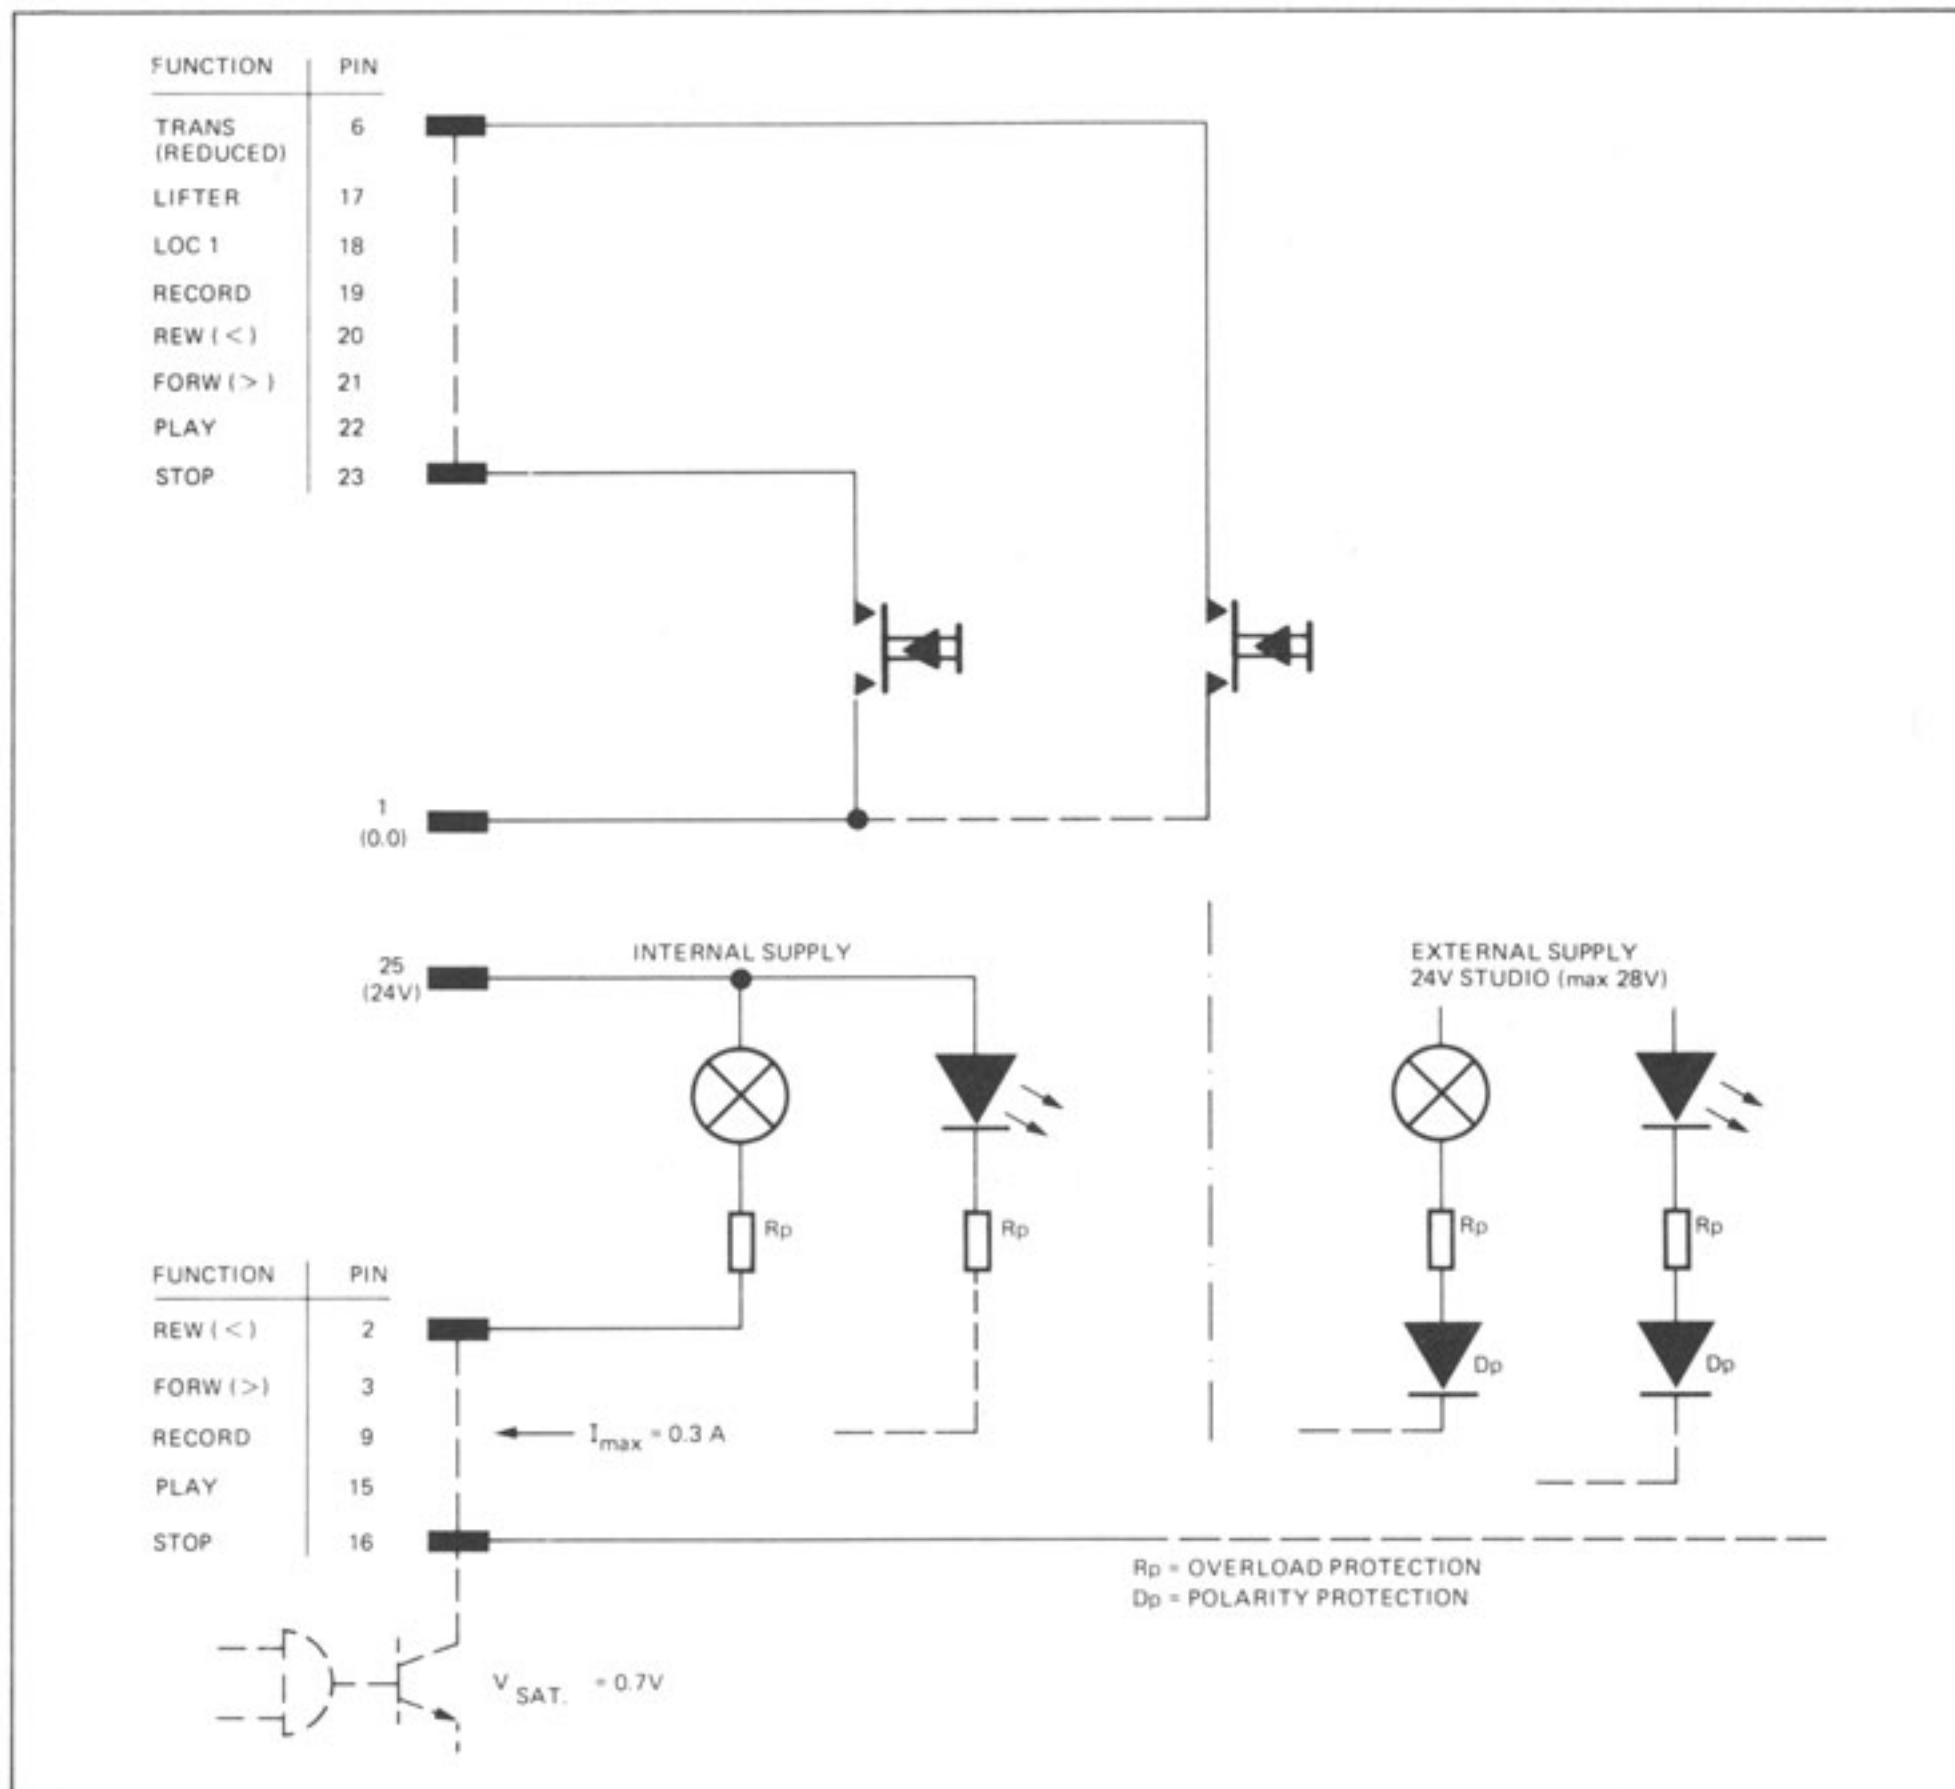 FUNCTION PIN
TRANS 6
(REDUCED)
LIFTER 17
LOC 1 18
RECORD 19
REW (<) 20
FORW (>) 21
PLAY 22
STOP 23
1
(0.0)
25
(24V)
INTERNAL SUPPLY
EXTERNAL SUPPLY
24V STUDIO (max 28V)
Rp
Rp
Rp
Rp
Dp
Dp
FUNCTION PIN
REW (<) 2
FORW (>) 3
RECORD 9
PLAY 15
STOP 16
Imax = 0.3 A
Rp = OVERLOAD PROTECTION
Dp = POLARITY PROTECTION
V SAT. = 0.7V